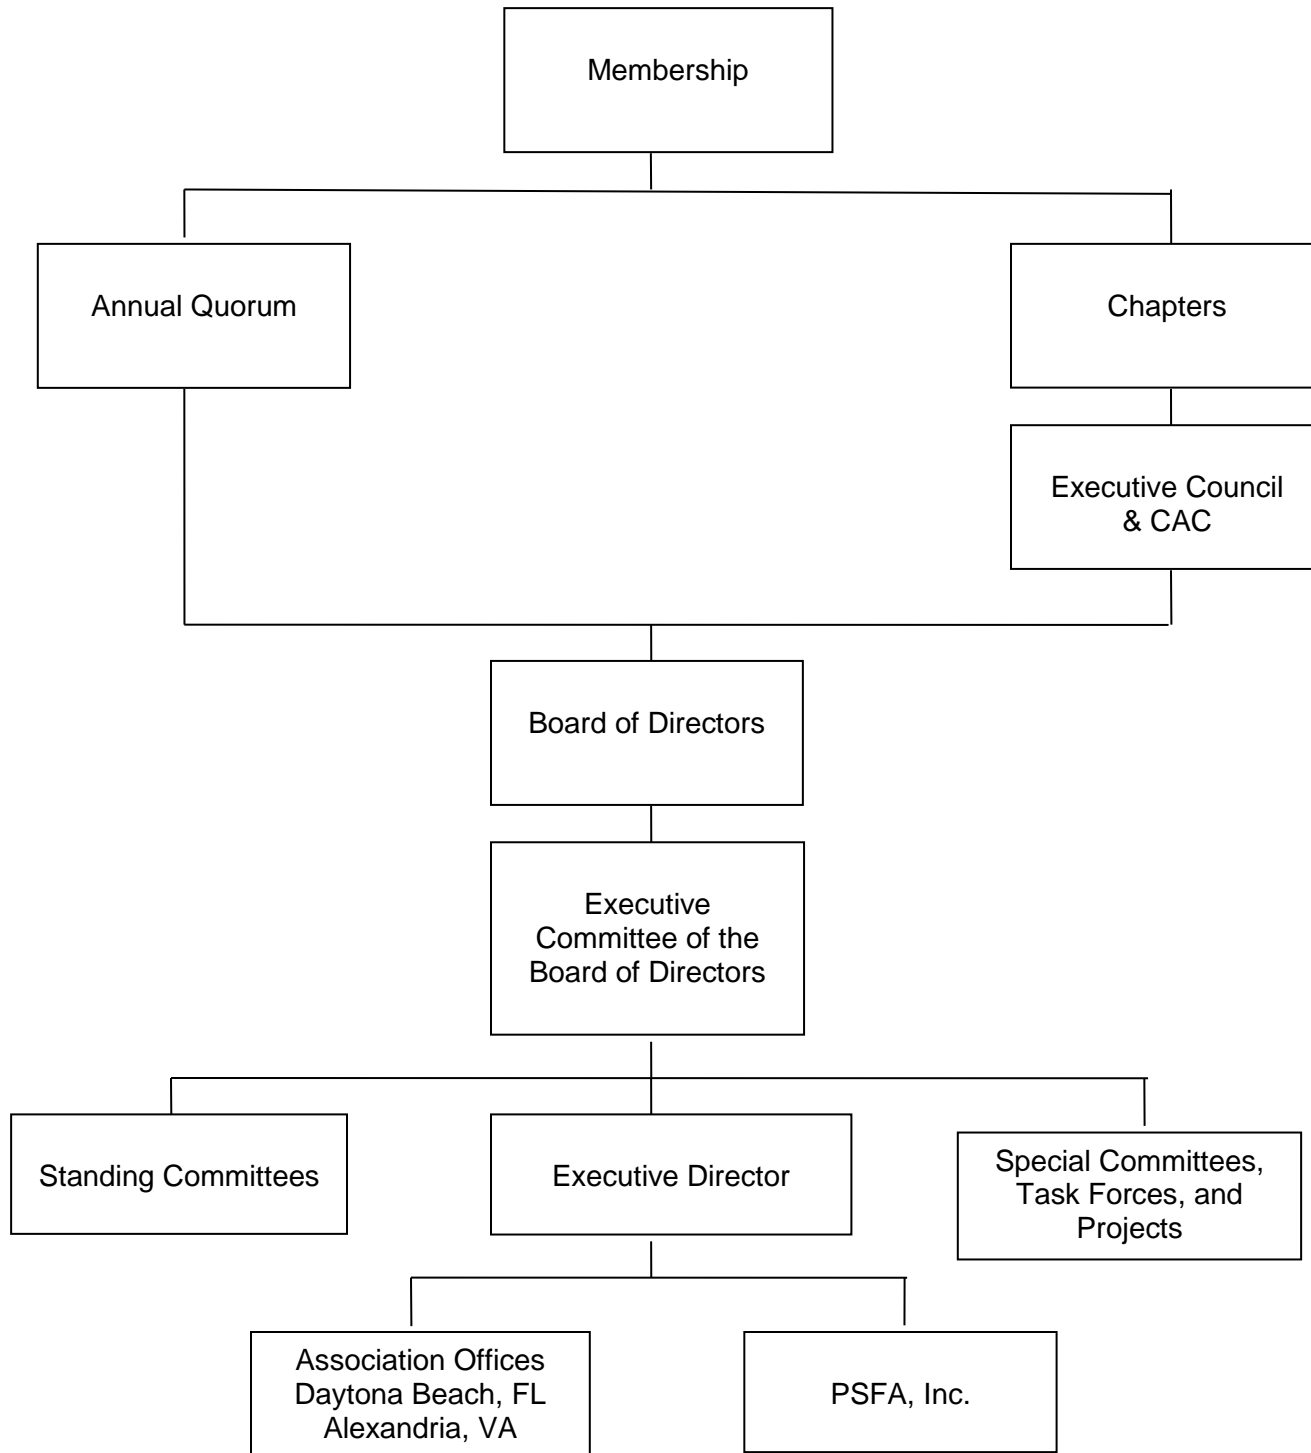 Membership
Annual Quorum
Chapters
Executive Council
& CAC
Board of Directors
Executive
Committee of the
Board of Directors
Standing Committees
Executive Director
Special Committees,
Task Forces, and
Projects
Association Offices
Daytona Beach, FL
Alexandria, VA
PSFA, Inc.